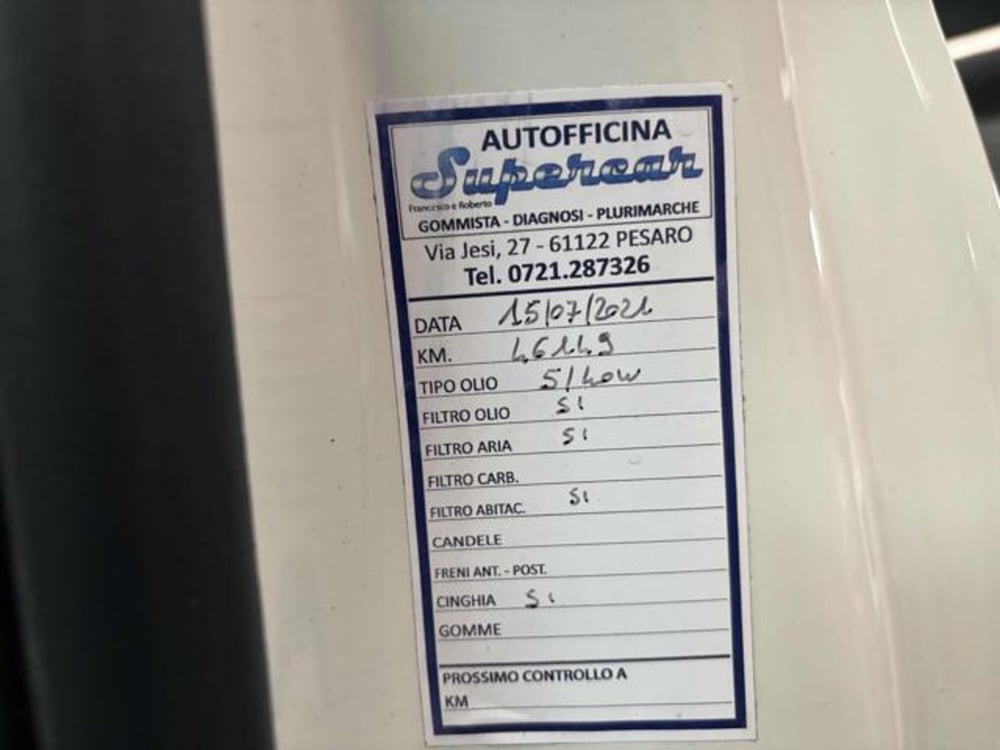 AUTOFFICINA
Supercar
Francesco e Roberto
GOMMISTA - DIAGNOSI - PLURIMARCHE
Via Jesi, 27 - 61122 PESARO
Tel. 0721.287326
DATA 15/07/2021
KM. 46149
TIPO OLIO 5/40W
FILTRO OLIO SI
FILTRO ARIA SI
FILTRO CARB.
FILTRO ABITAC. SI
CANDELE
FRENI ANT. - POST.
CINGHIA SI
GOMME
PROSSIMO CONTROLLO A
KM